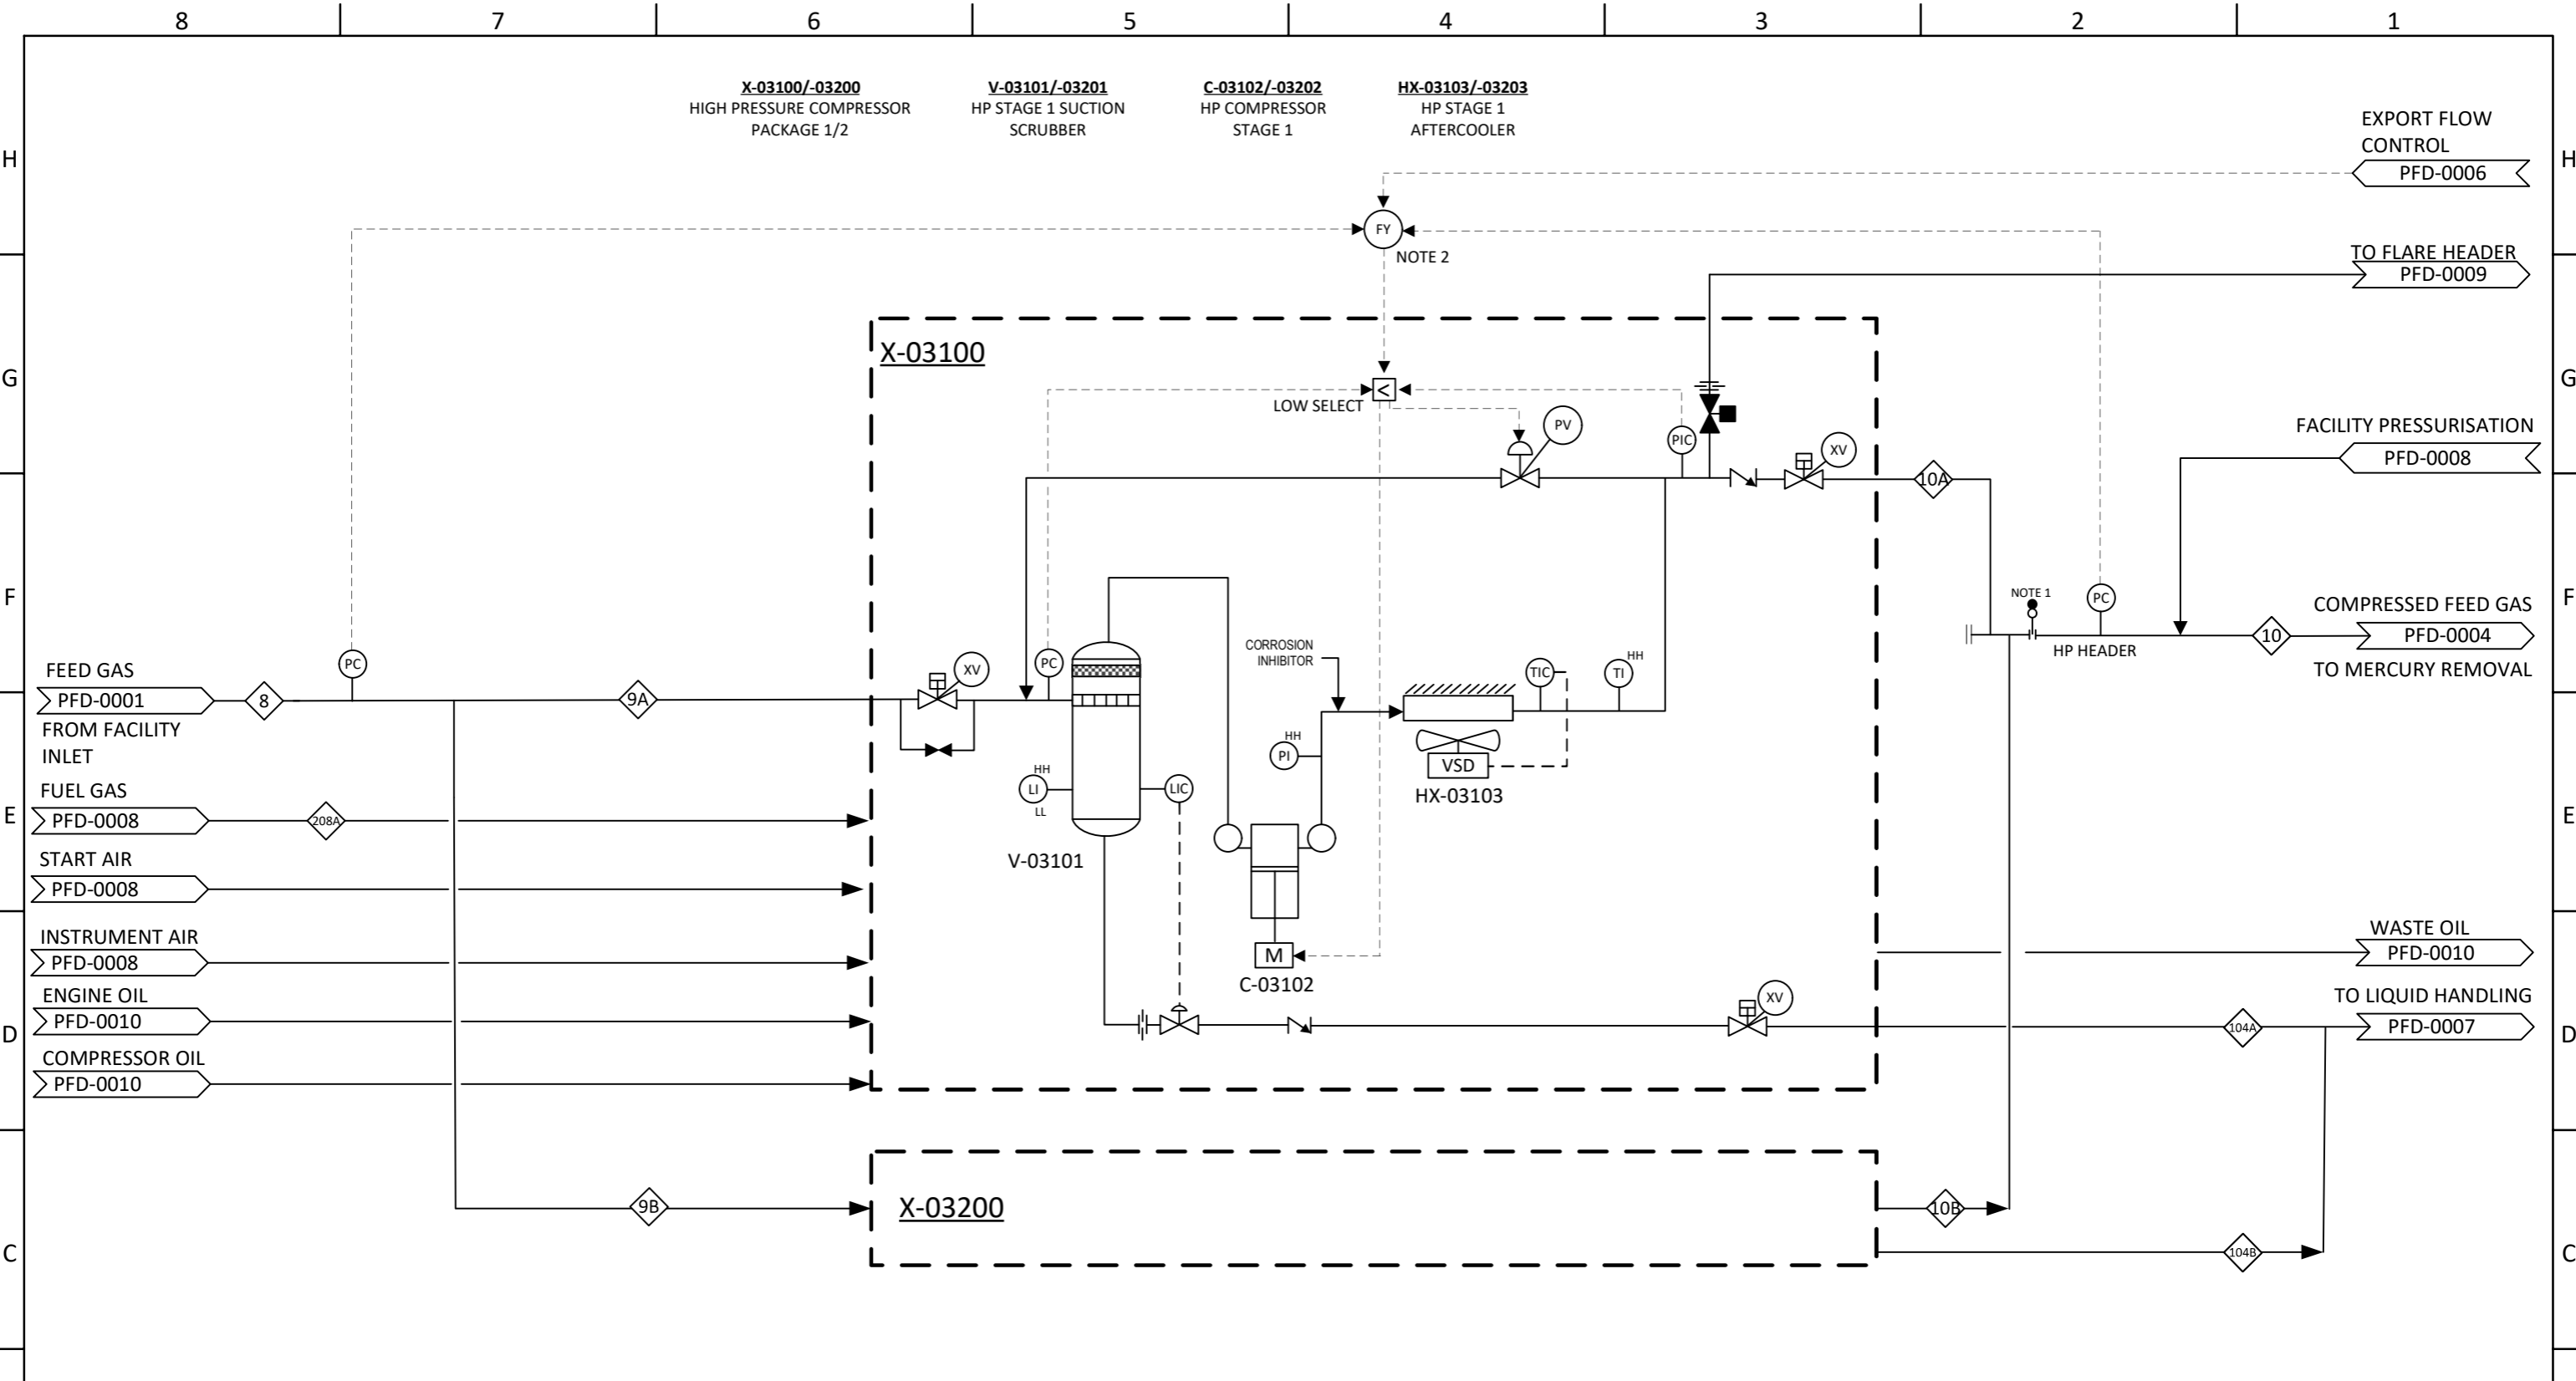 8 7 6 5 4 3 2 1
X-03100/-03200
HIGH PRESSURE COMPRESSOR
PACKAGE 1/2
V-03101/-03201
HP STAGE 1 SUCTION
SCRUBBER
C-03102/-03202
HP COMPRESSOR
STAGE 1
HX-03103/-03203
HP STAGE 1
AFTERCOOLER
EXPORT FLOW
CONTROL
PFD-0006
H H
FY
NOTE 2
TO FLARE HEADER
PFD-0009
X-03100
G G
<
LOW SELECT
PV
PIC
XV
FACILITY PRESSURISATION
PFD-0008
10A
F F
NOTE 1
PC
HP HEADER
10
COMPRESSED FEED GAS
PFD-0004
TO MERCURY REMOVAL
CORROSION
INHIBITOR
FEED GAS
PFD-0001
FROM FACILITY
INLET
8
PC
9A
XV
PC
TIC
TI
HH
HH
PI
VSD
HX-03103
HH
LI
LL
LIC
V-03101
E E
FUEL GAS
PFD-0008
208A
START AIR
PFD-0008
INSTRUMENT AIR
PFD-0008
ENGINE OIL
PFD-0010
COMPRESSOR OIL
PFD-0010
M
C-03102
XV
WASTE OIL
PFD-0010
TO LIQUID HANDLING
PFD-0007
104A
D D
9B
X-03200
10B
104B
C C